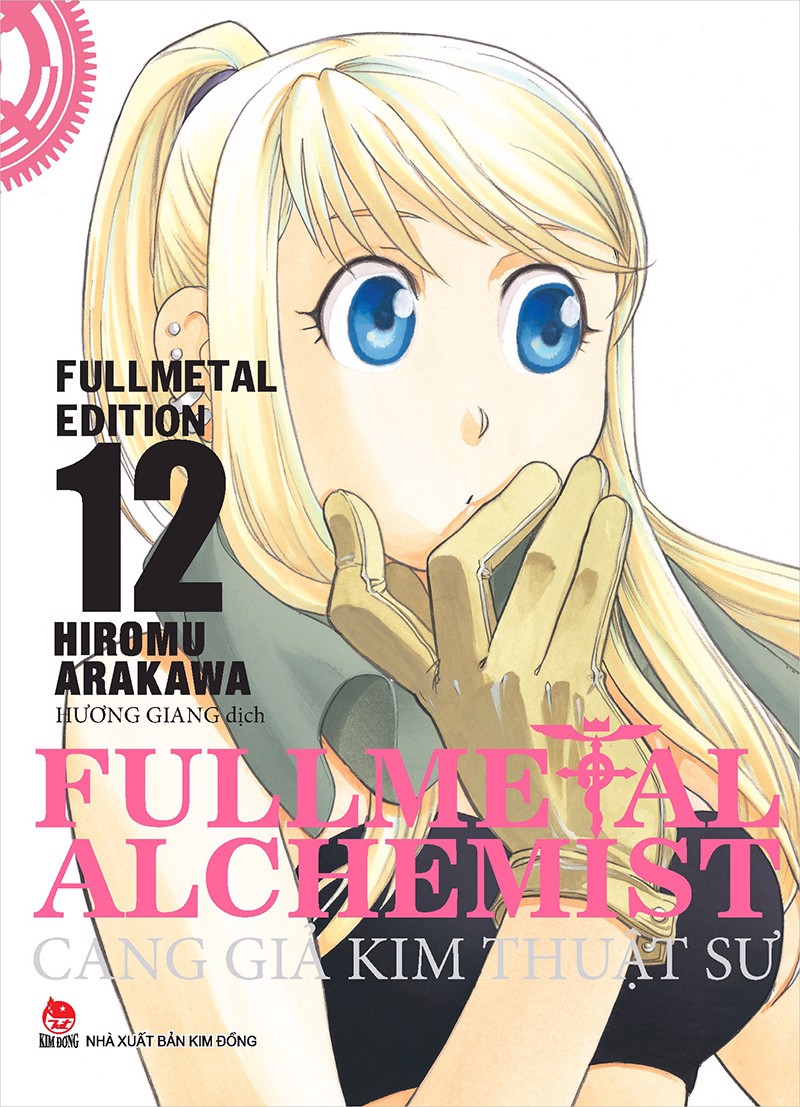 FULLMETAL
EDITION
12
HIROMU
ARAKAWA
HƯƠNG GIANG dịch
FULLMETAL
ALCHEMIST
CANG GIẢ KIM THUẬT SƯ
KIM ĐỒNG
NHÀ XUẤT BẢN KIM ĐỒNG